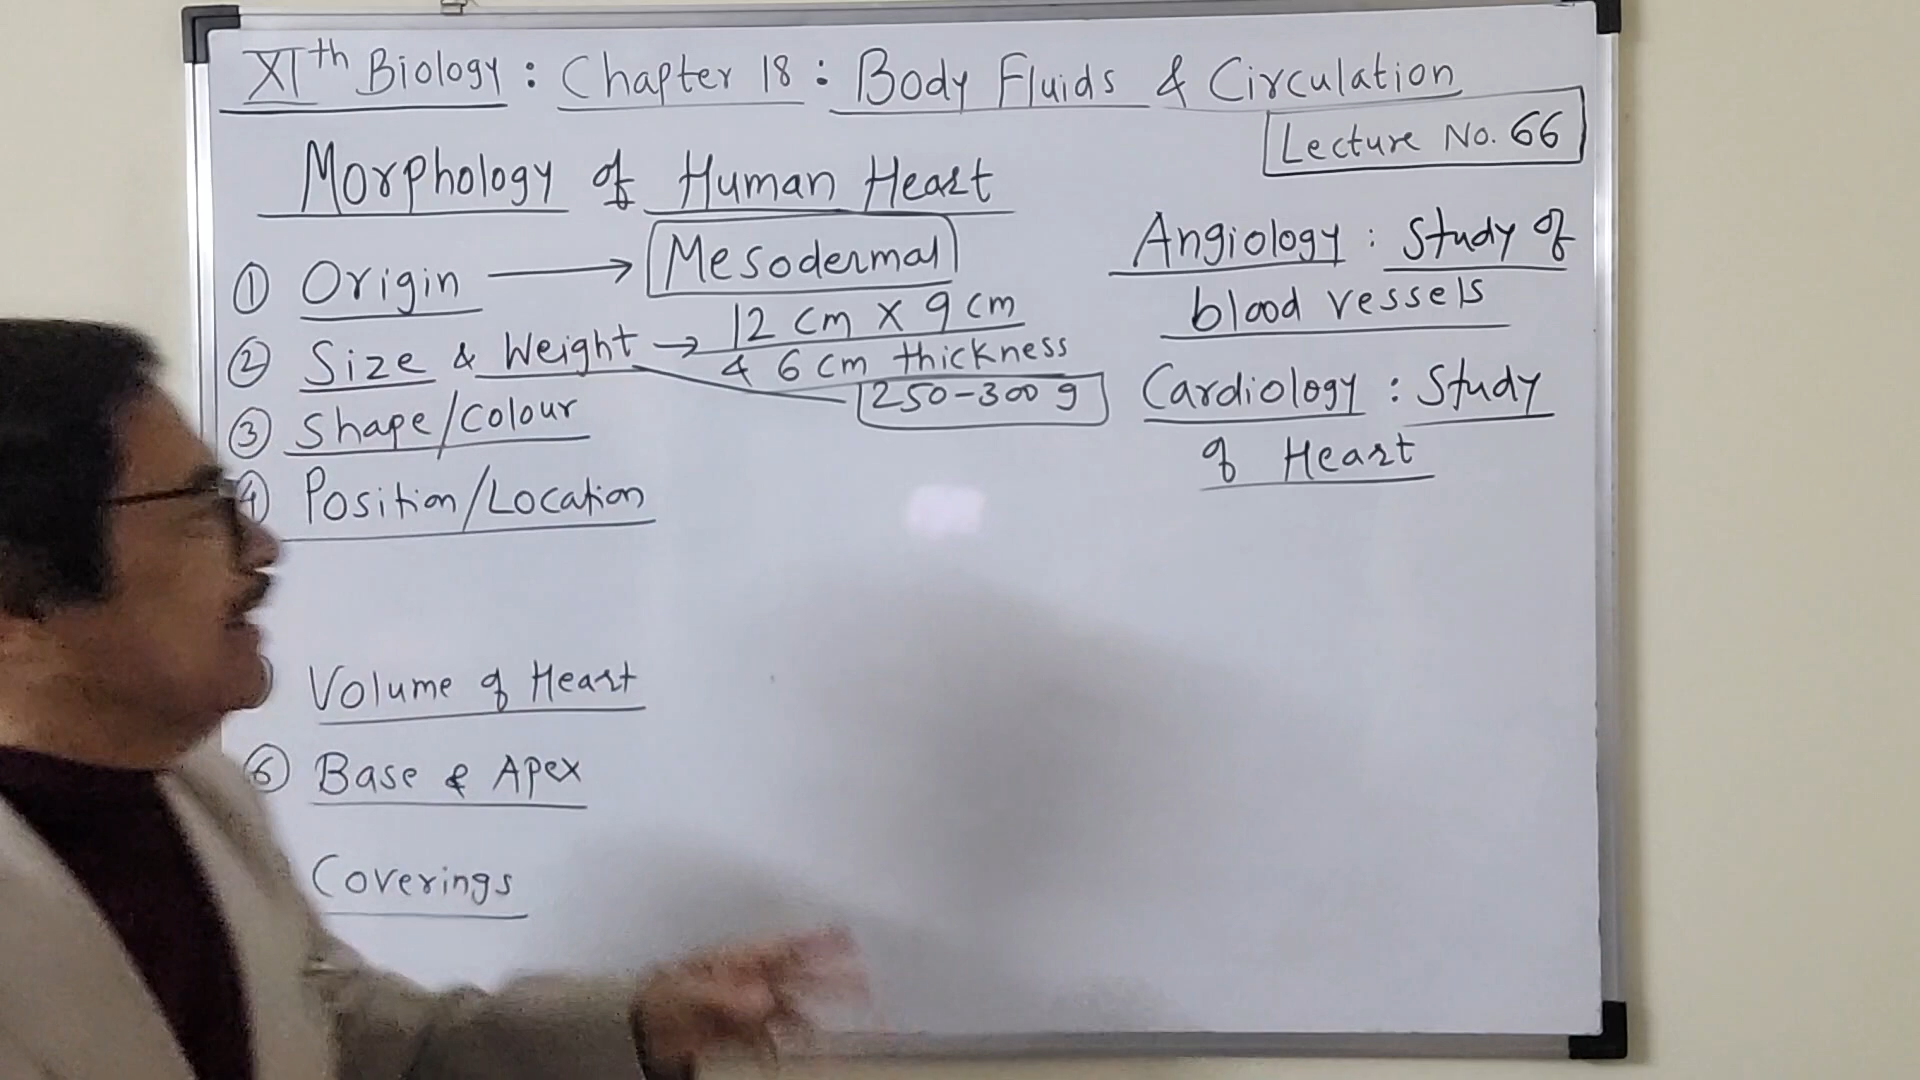 XIth Biology : Chapter 18 : Body Fluids & Circulation
Lecture No. 66
Morphology of Human Heart
① Origin → Mesodermal
② Size & Weight → 12 cm x 9 cm
& 6 cm thickness
250-300 g
③ Shape/Colour
④ Position/Location
Volume of Heart
⑥ Base & Apex
Coverings
Angiology : Study of
blood vessels
Cardiology : Study
of Heart